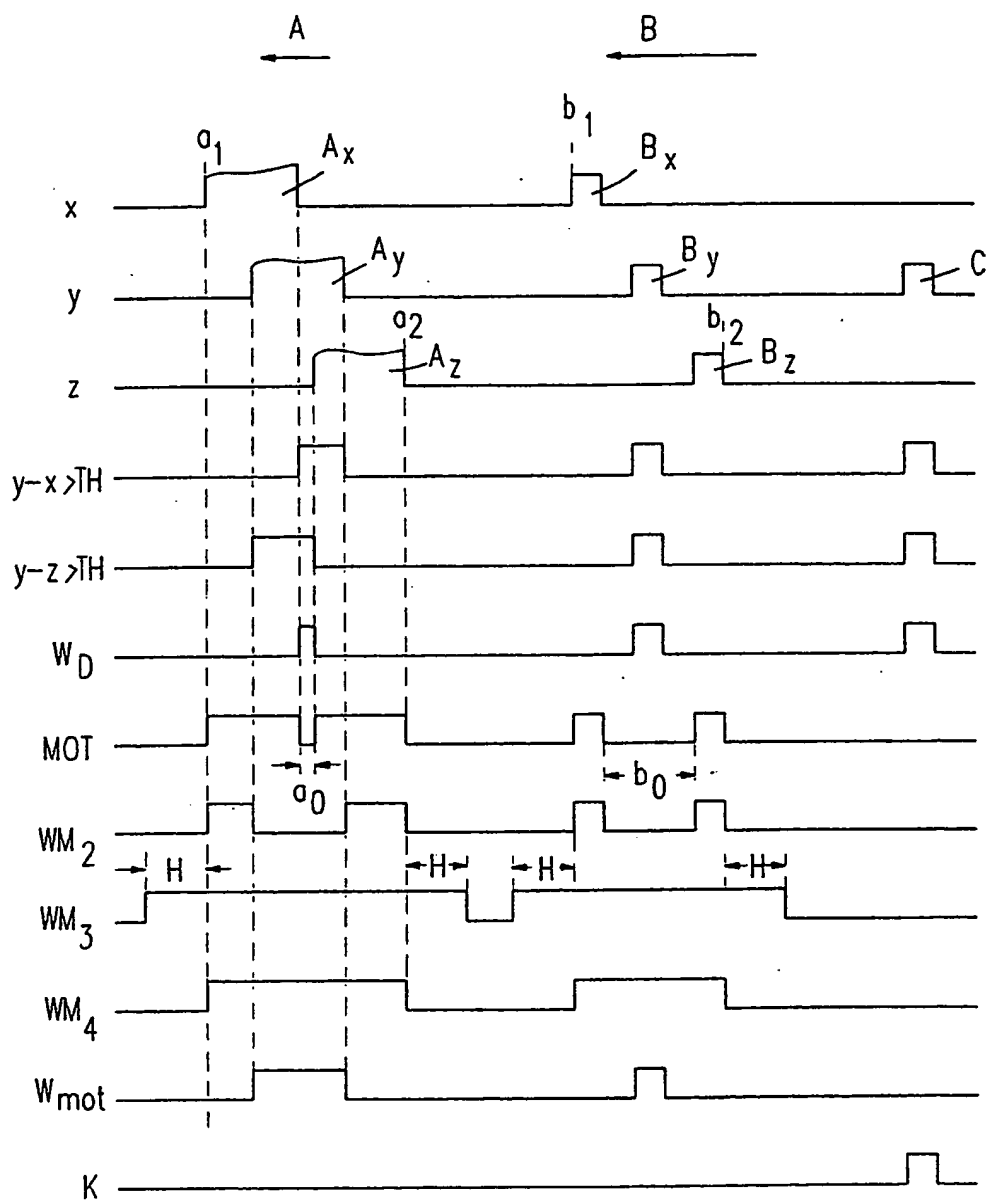 A B
b1
a1 Ax Bx
x
Ay By C
y
a2 b2
Az Bz
z
y-x>TH
y-z>TH
WD
MOT
a0 b0
WM2
H H H H
WM3
WM4
Wmot
K